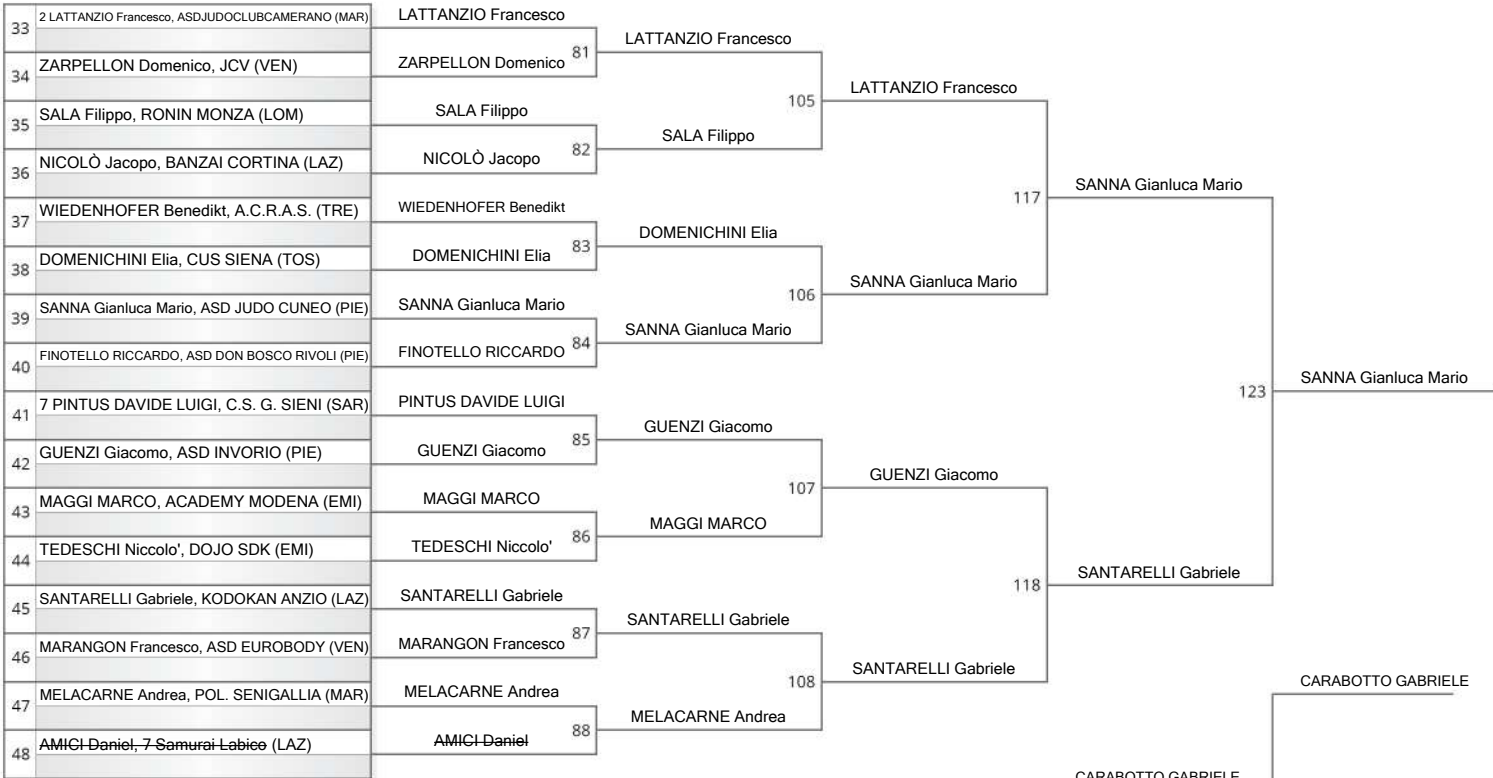 33 2 LATTANZIO Francesco, ASDJUDOCLUBCAMERANO (MAR)
34 ZARPELLON Domenico, JCV (VEN)
35 SALA Filippo, RONIN MONZA (LOM)
36 NICOLÒ Jacopo, BANZAI CORTINA (LAZ)
37 WIEDENHOFER Benedikt, A.C.R.A.S. (TRE)
38 DOMENICHINI Elia, CUS SIENA (TOS)
39 SANNA Gianluca Mario, ASD JUDO CUNEO (PIE)
40 FINOTELLO RICCARDO, ASD DON BOSCO RIVOLI (PIE)
41 7 PINTUS DAVIDE LUIGI, C.S. G. SIENI (SAR)
42 GUENZI Giacomo, ASD INVORIO (PIE)
43 MAGGI MARCO, ACADEMY MODENA (EMI)
44 TEDESCHI Niccolo', DOJO SDK (EMI)
45 SANTARELLI Gabriele, KODOKAN ANZIO (LAZ)
46 MARANGON Francesco, ASD EUROBODY (VEN)
47 MELACARNE Andrea, POL. SENIGALLIA (MAR)
48 AMICI Daniel, 7 Samurai Labico (LAZ)
LATTANZIO Francesco
81
ZARPELLON Domenico
SALA Filippo
82
NICOLÒ Jacopo
WIEDENHOFER Benedikt
83
DOMENICHINI Elia
SANNA Gianluca Mario
84
FINOTELLO RICCARDO
PINTUS DAVIDE LUIGI
85
GUENZI Giacomo
MAGGI MARCO
86
TEDESCHI Niccolo'
SANTARELLI Gabriele
87
MARANGON Francesco
MELACARNE Andrea
88
AMICI Daniel
LATTANZIO Francesco
105
SALA Filippo
DOMENICHINI Elia
106
SANNA Gianluca Mario
GUENZI Giacomo
107
MAGGI MARCO
SANTARELLI Gabriele
108
MELACARNE Andrea
LATTANZIO Francesco
117
SANNA Gianluca Mario
GUENZI Giacomo
118
SANTARELLI Gabriele
SANNA Gianluca Mario
123
SANTARELLI Gabriele
SANNA Gianluca Mario
CARABOTTO GABRIELE
CARABOTTO GABRIELE